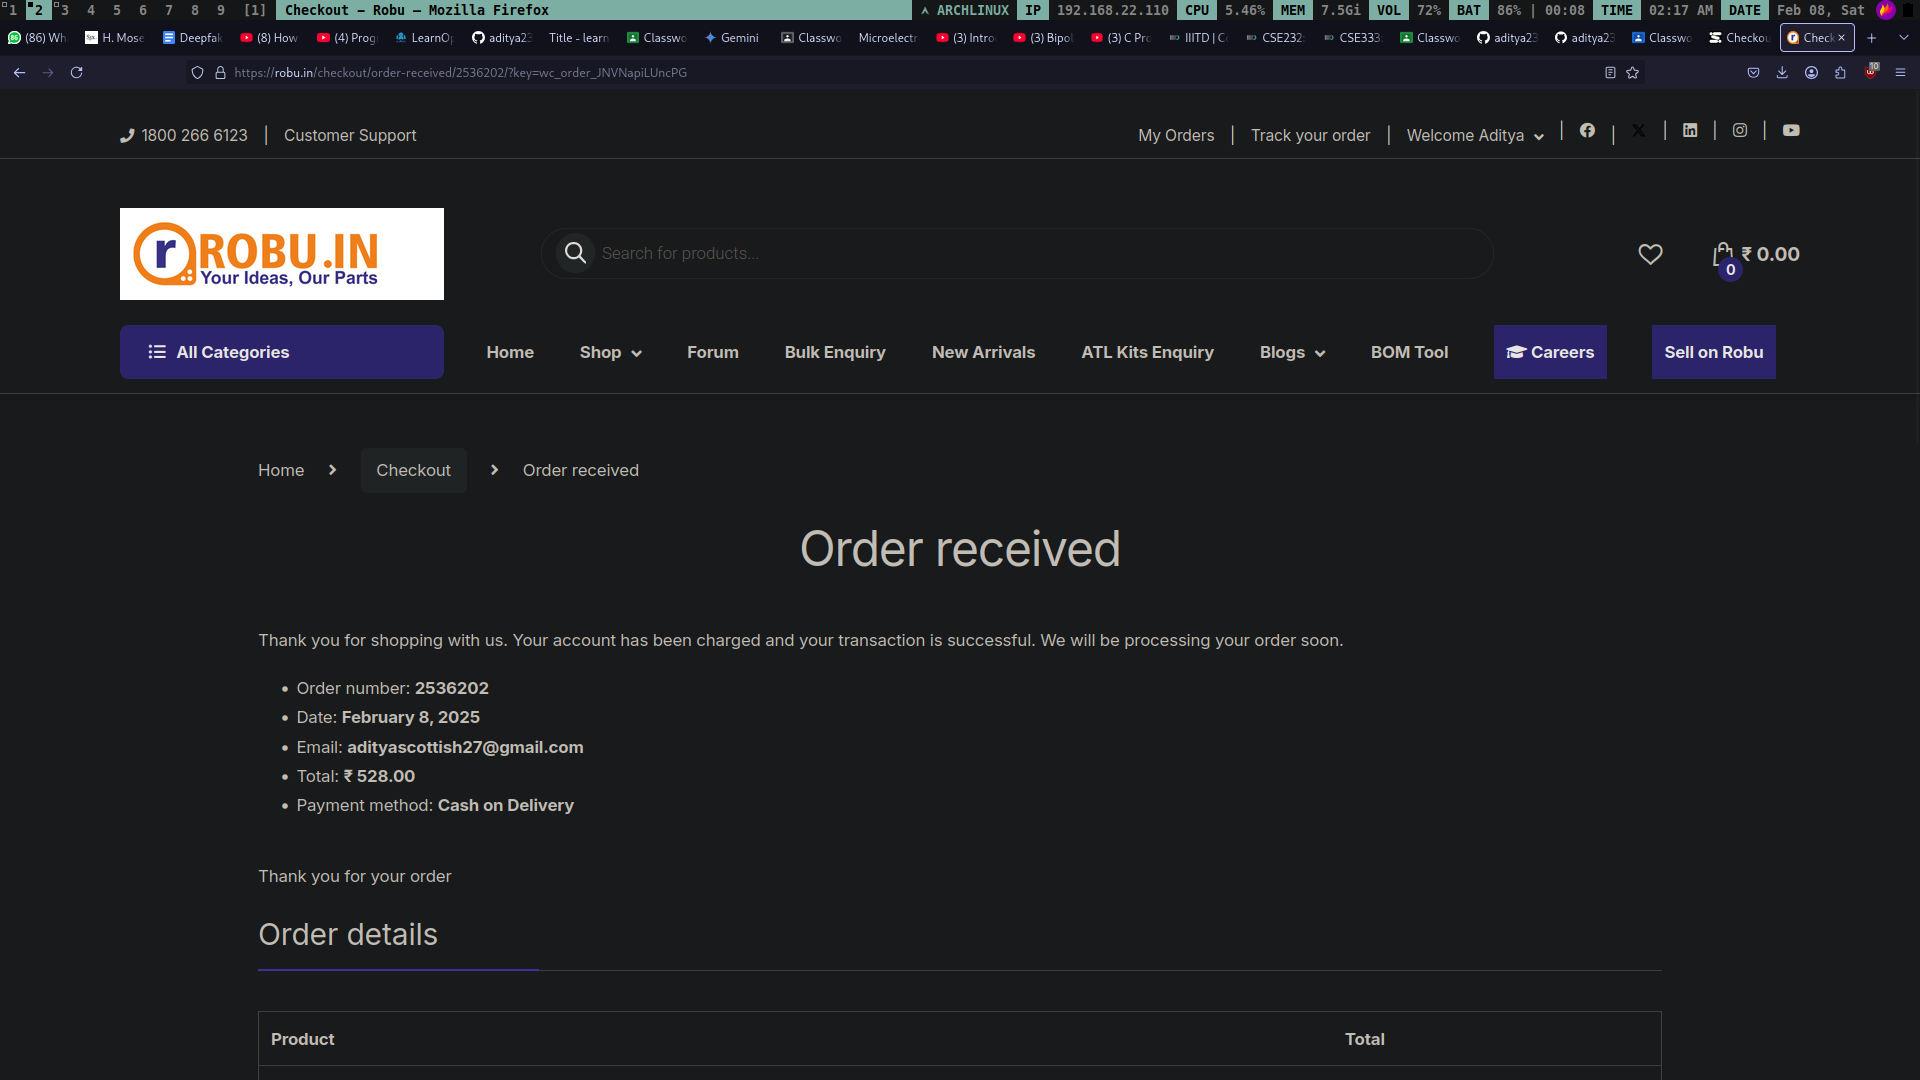 1 2 3 4 5 6 7 8 9 [1] Checkout – Robu — Mozilla Firefox ARCHLINUX IP 192.168.22.110 CPU 5.46% MEM 7.5Gi VOL 72% BAT 86% | 00:08 TIME 02:17 AM DATE Feb 08, Sat
(86) Wh H. Mose Deepfak (8) How (4) Prog LearnOp aditya23 Title - learn Classwo Gemini Classwo Microelectr (3) Intro (3) Bipol (3) C Pro IIITD | C CSE232 CSE333 Classwo aditya23 aditya23 Classwo Checkou Check
https://robu.in/checkout/order-received/2536202/?key=wc_order_JNVNapiLUncPG 10
1800 266 6123 | Customer Support My Orders | Track your order | Welcome Aditya
r ROBU.IN
Your Ideas, Our Parts
Search for products...
₹ 0.00
0
All Categories Home Shop Forum Bulk Enquiry New Arrivals ATL Kits Enquiry Blogs BOM Tool Careers Sell on Robu
Home Checkout Order received
Order received
Thank you for shopping with us. Your account has been charged and your transaction is successful. We will be processing your order soon.
• Order number: 2536202
• Date: February 8, 2025
• Email: adityascottish27@gmail.com
• Total: ₹ 528.00
• Payment method: Cash on Delivery
Thank you for your order
Order details
Product Total